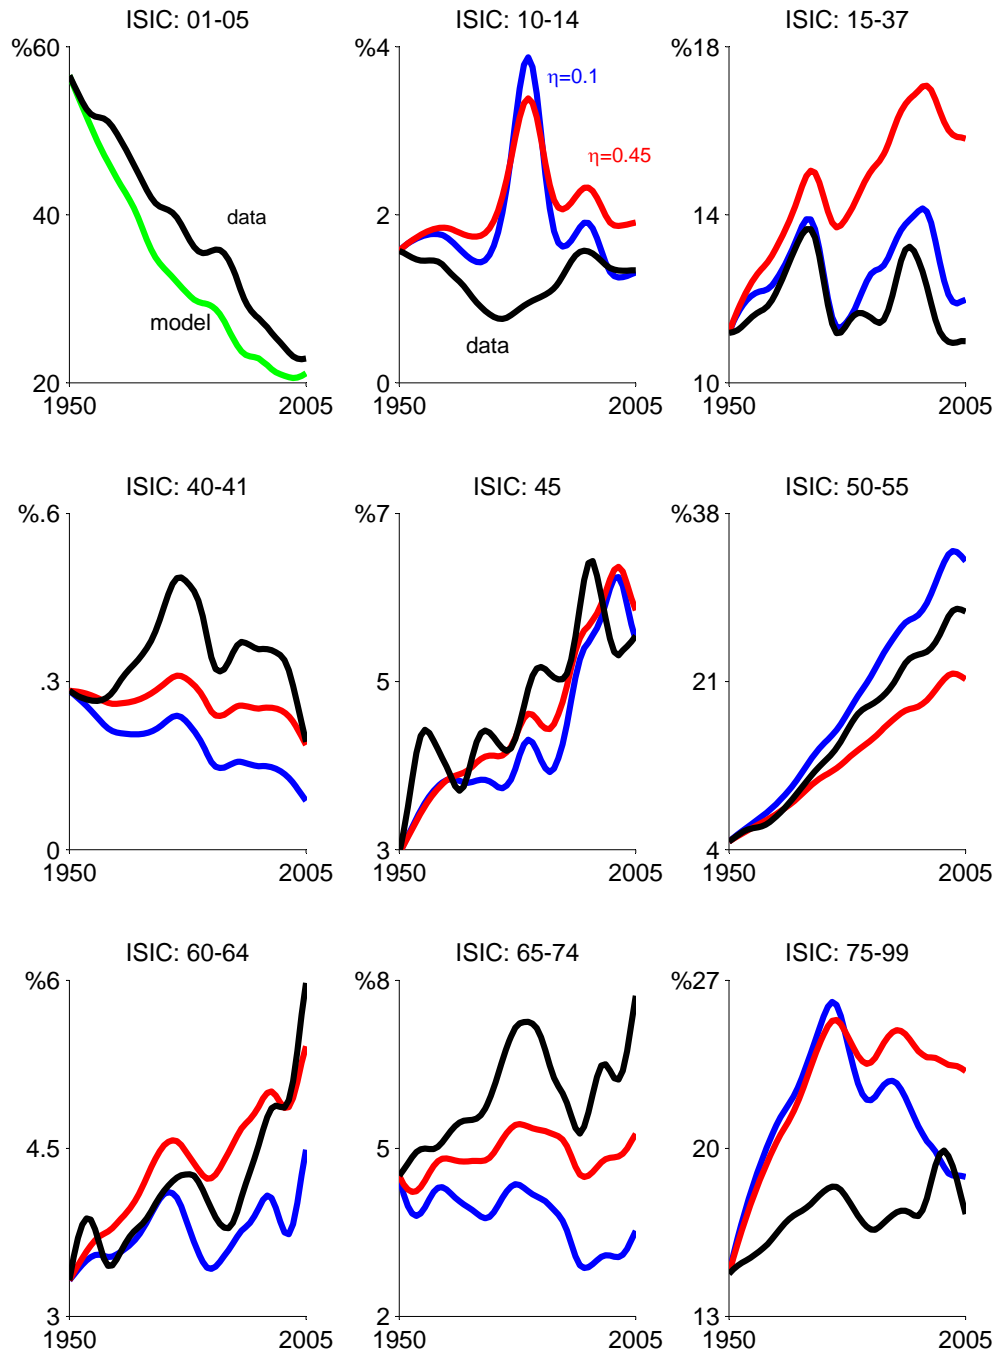 ISIC: 01-05 ISIC: 10-14 ISIC: 15-37
%60 %4 %18
η=0.1
η=0.45
40 data 2 14
model data
20 0 10
1950 2005 1950 2005 1950 2005
ISIC: 40-41 ISIC: 45 ISIC: 50-55
%.6 %7 %38
.3 5 21
0 3 4
1950 2005 1950 2005 1950 2005
ISIC: 60-64 ISIC: 65-74 ISIC: 75-99
%6 %8 %27
4.5 5 20
3 2 13
1950 2005 1950 2005 1950 2005